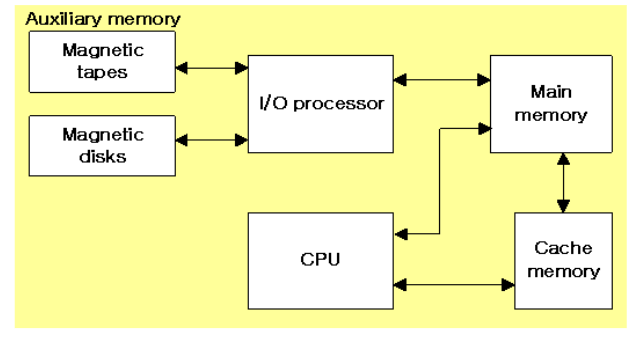 Auxiliary memory
Magnetic
tapes
I/O processor
Main
memory
Magnetic
disks
CPU
Cache
memory